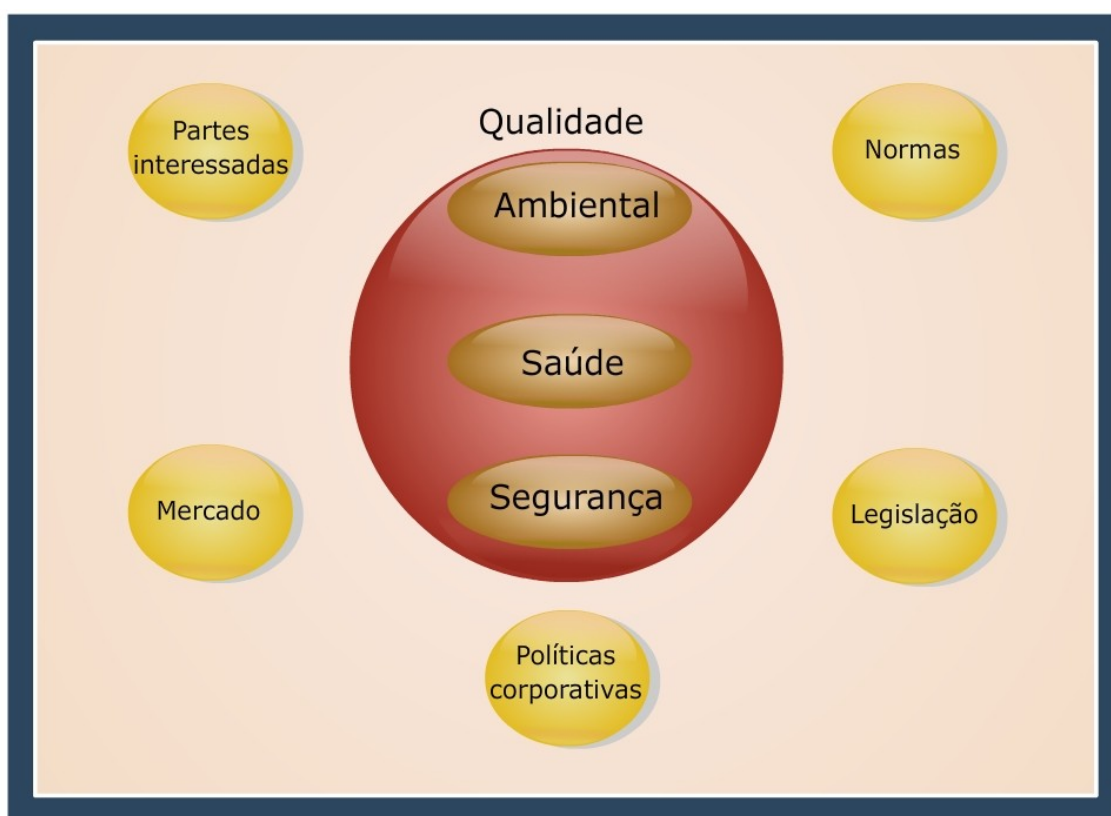 Partes
interessadas
Qualidade
Normas
Ambiental
Saúde
Segurança
Mercado
Legislação
Políticas
corporativas